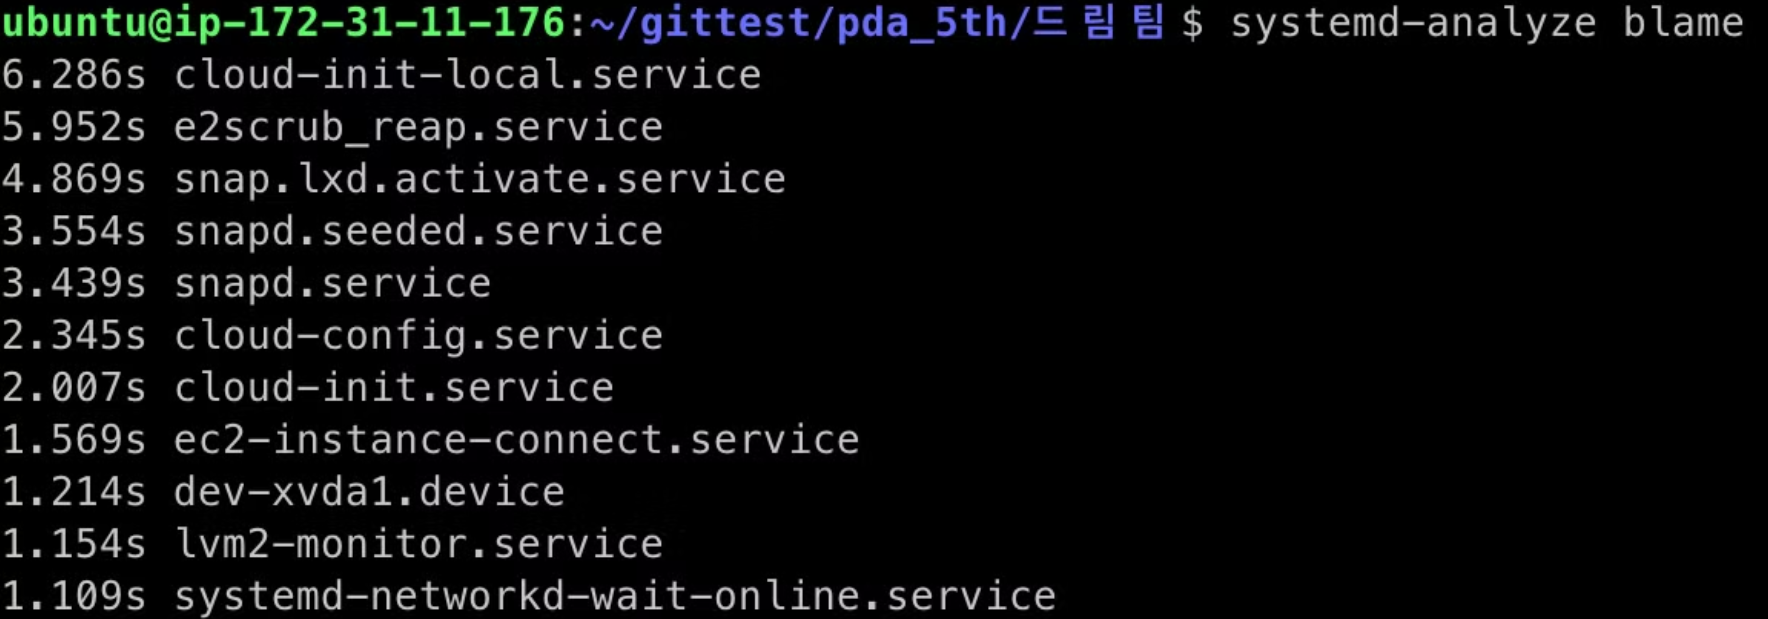 ubuntu@ip-172-31-11-176:~/gittest/pda_5th/드림팀$ systemd-analyze blame
6.286s cloud-init-local.service
5.952s e2scrub_reap.service
4.869s snap.lxd.activate.service
3.554s snapd.seeded.service
3.439s snapd.service
2.345s cloud-config.service
2.007s cloud-init.service
1.569s ec2-instance-connect.service
1.214s dev-xvda1.device
1.154s lvm2-monitor.service
1.109s systemd-networkd-wait-online.service